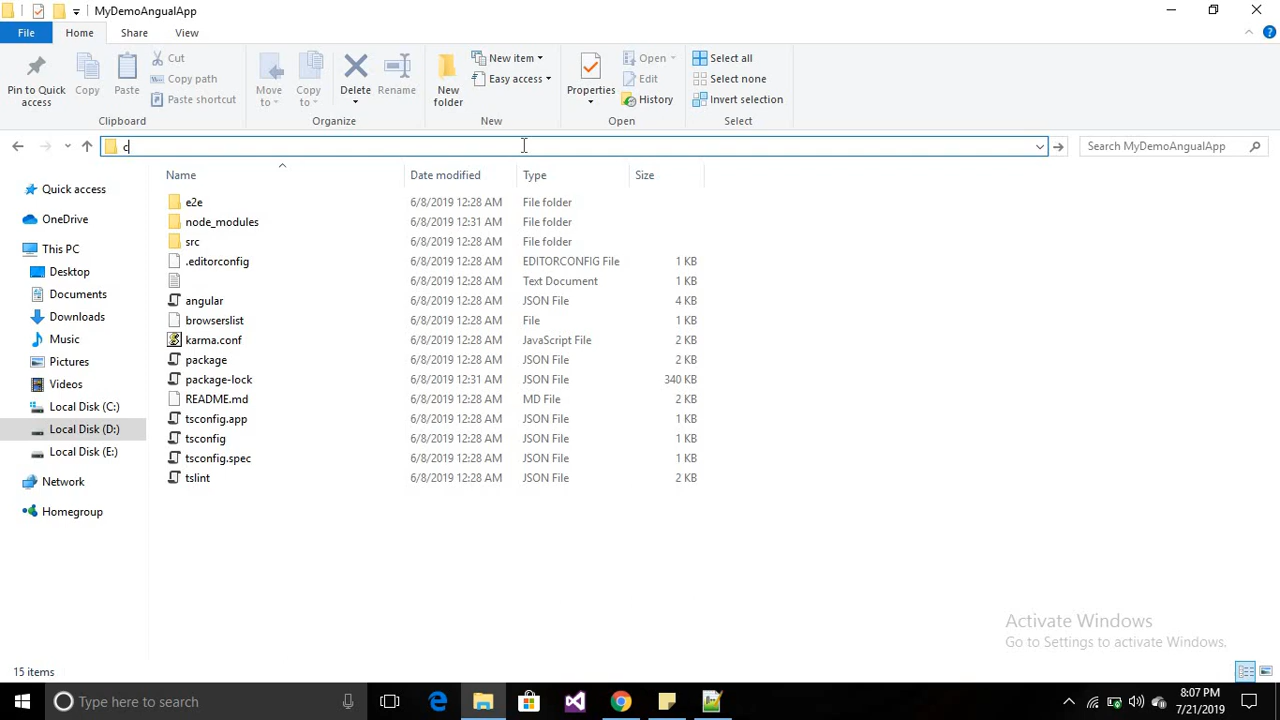 MyDemoAngualApp
File Home Share View
Pin to Quick access
Copy
Paste
Cut
Copy path
Paste shortcut
Clipboard
Move to
Copy to
Delete
Rename
Organize
New folder
New item
Easy access
New
Properties
Open
Edit
History
Open
Select all
Select none
Invert selection
Select
c
Search MyDemoAngualApp
Name Date modified Type Size
Quick access
OneDrive
This PC
Desktop
Documents
Downloads
Music
Pictures
Videos
Local Disk (C:)
Local Disk (D:)
Local Disk (E:)
Network
Homegroup
e2e 6/8/2019 12:28 AM File folder
node_modules 6/8/2019 12:31 AM File folder
src 6/8/2019 12:28 AM File folder
.editorconfig 6/8/2019 12:28 AM EDITORCONFIG File 1 KB
6/8/2019 12:28 AM Text Document 1 KB
angular 6/8/2019 12:28 AM JSON File 4 KB
browserslist 6/8/2019 12:28 AM File 1 KB
karma.conf 6/8/2019 12:28 AM JavaScript File 2 KB
package 6/8/2019 12:28 AM JSON File 2 KB
package-lock 6/8/2019 12:31 AM JSON File 340 KB
README.md 6/8/2019 12:28 AM MD File 2 KB
tsconfig.app 6/8/2019 12:28 AM JSON File 1 KB
tsconfig 6/8/2019 12:28 AM JSON File 1 KB
tsconfig.spec 6/8/2019 12:28 AM JSON File 1 KB
tslint 6/8/2019 12:28 AM JSON File 2 KB
Activate Windows
Go to Settings to activate Windows.
15 items
Type here to search
8:07 PM
7/21/2019